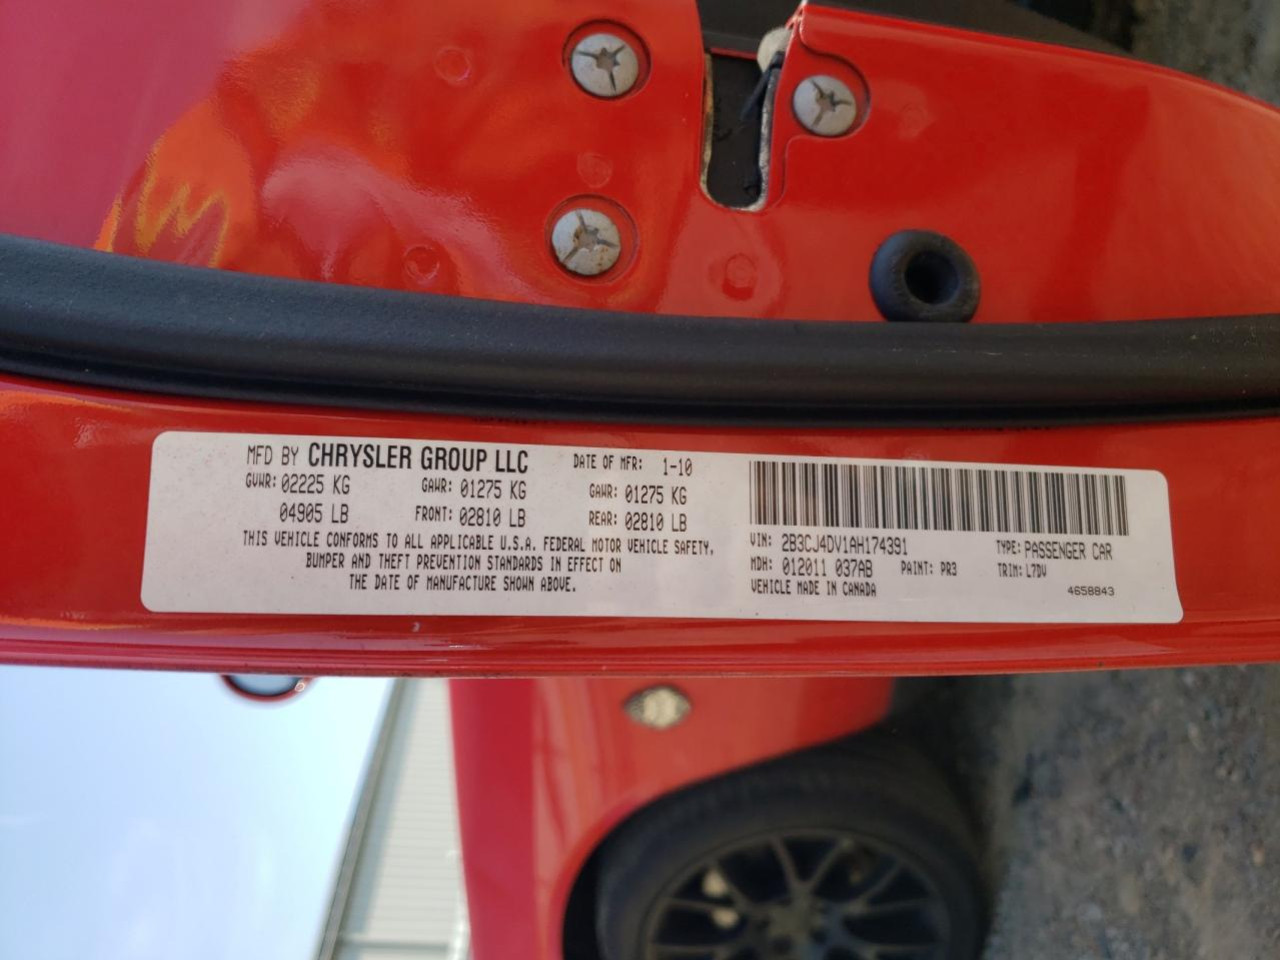 MFD BY CHRYSLER GROUP LLC DATE OF MFR: 1-10
GVWR: 02225 KG GAWR: 01275 KG GAWR: 01275 KG
04905 LB FRONT: 02810 LB REAR: 02810 LB
THIS VEHICLE CONFORMS TO ALL APPLICABLE U.S.A. FEDERAL MOTOR VEHICLE SAFETY,
BUMPER AND THEFT PREVENTION STANDARDS IN EFFECT ON
THE DATE OF MANUFACTURE SHOWN ABOVE.
VIN: 2B3CJ4DV1AH174391 TYPE: PASSENGER CAR
MDH: 012011 037AB PAINT: PR3 TRIM: L7DV
VEHICLE MADE IN CANADA 4658843